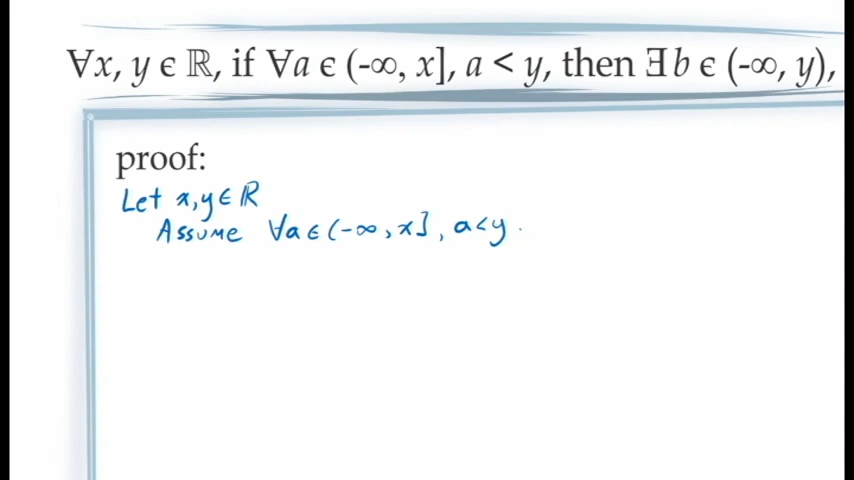 ∀x, y ϵ ℝ, if ∀a ϵ (-∞, x], a < y, then ∃ b ϵ (-∞, y),
proof:
Let x,y ∈ ℝ
Assume ∀a ∈ (-∞, x], a<y.